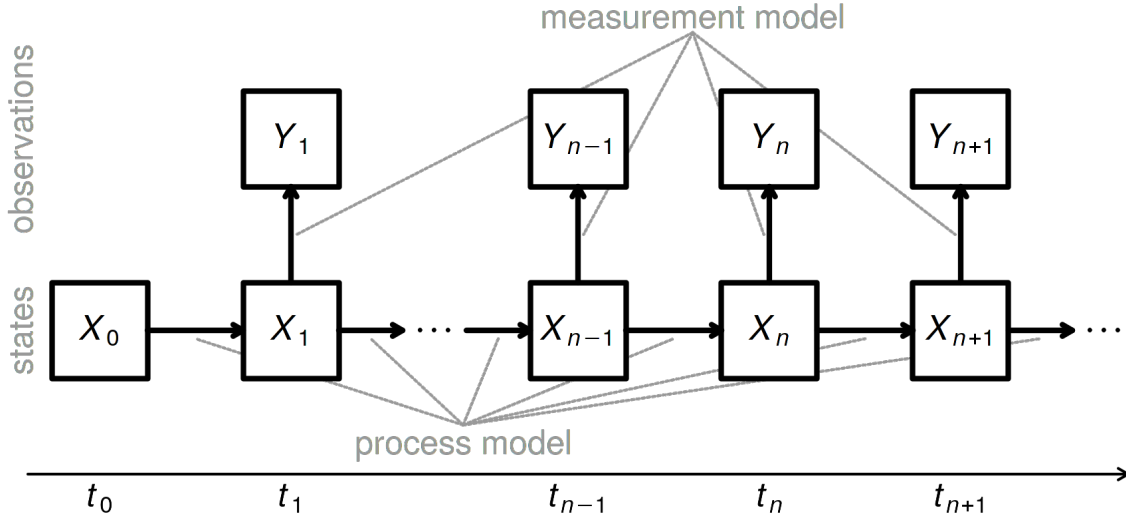 measurement model
observations
Y₁ Yₙ₋₁ Yₙ Yₙ₊₁
states
X₀ X₁ ··· Xₙ₋₁ Xₙ Xₙ₊₁ ···
process model
t₀ t₁ tₙ₋₁ tₙ tₙ₊₁